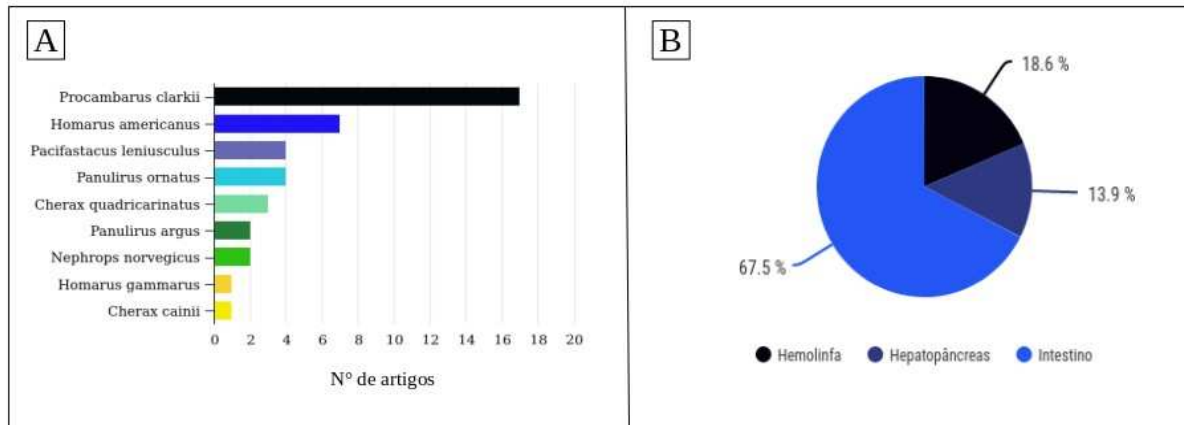 A
Procambarus clarkii
Homarus americanus
Pacifastacus leniusculus
Panulirus ornatus
Cherax quadricarinatus
Panulirus argus
Nephrops norvegicus
Homarus gammarus
Cherax cainii
0 2 4 6 8 10 12 14 16 18 20
N° de artigos
B
18.6 %
13.9 %
67.5 %
Hemolinfa Hepatopâncreas Intestino